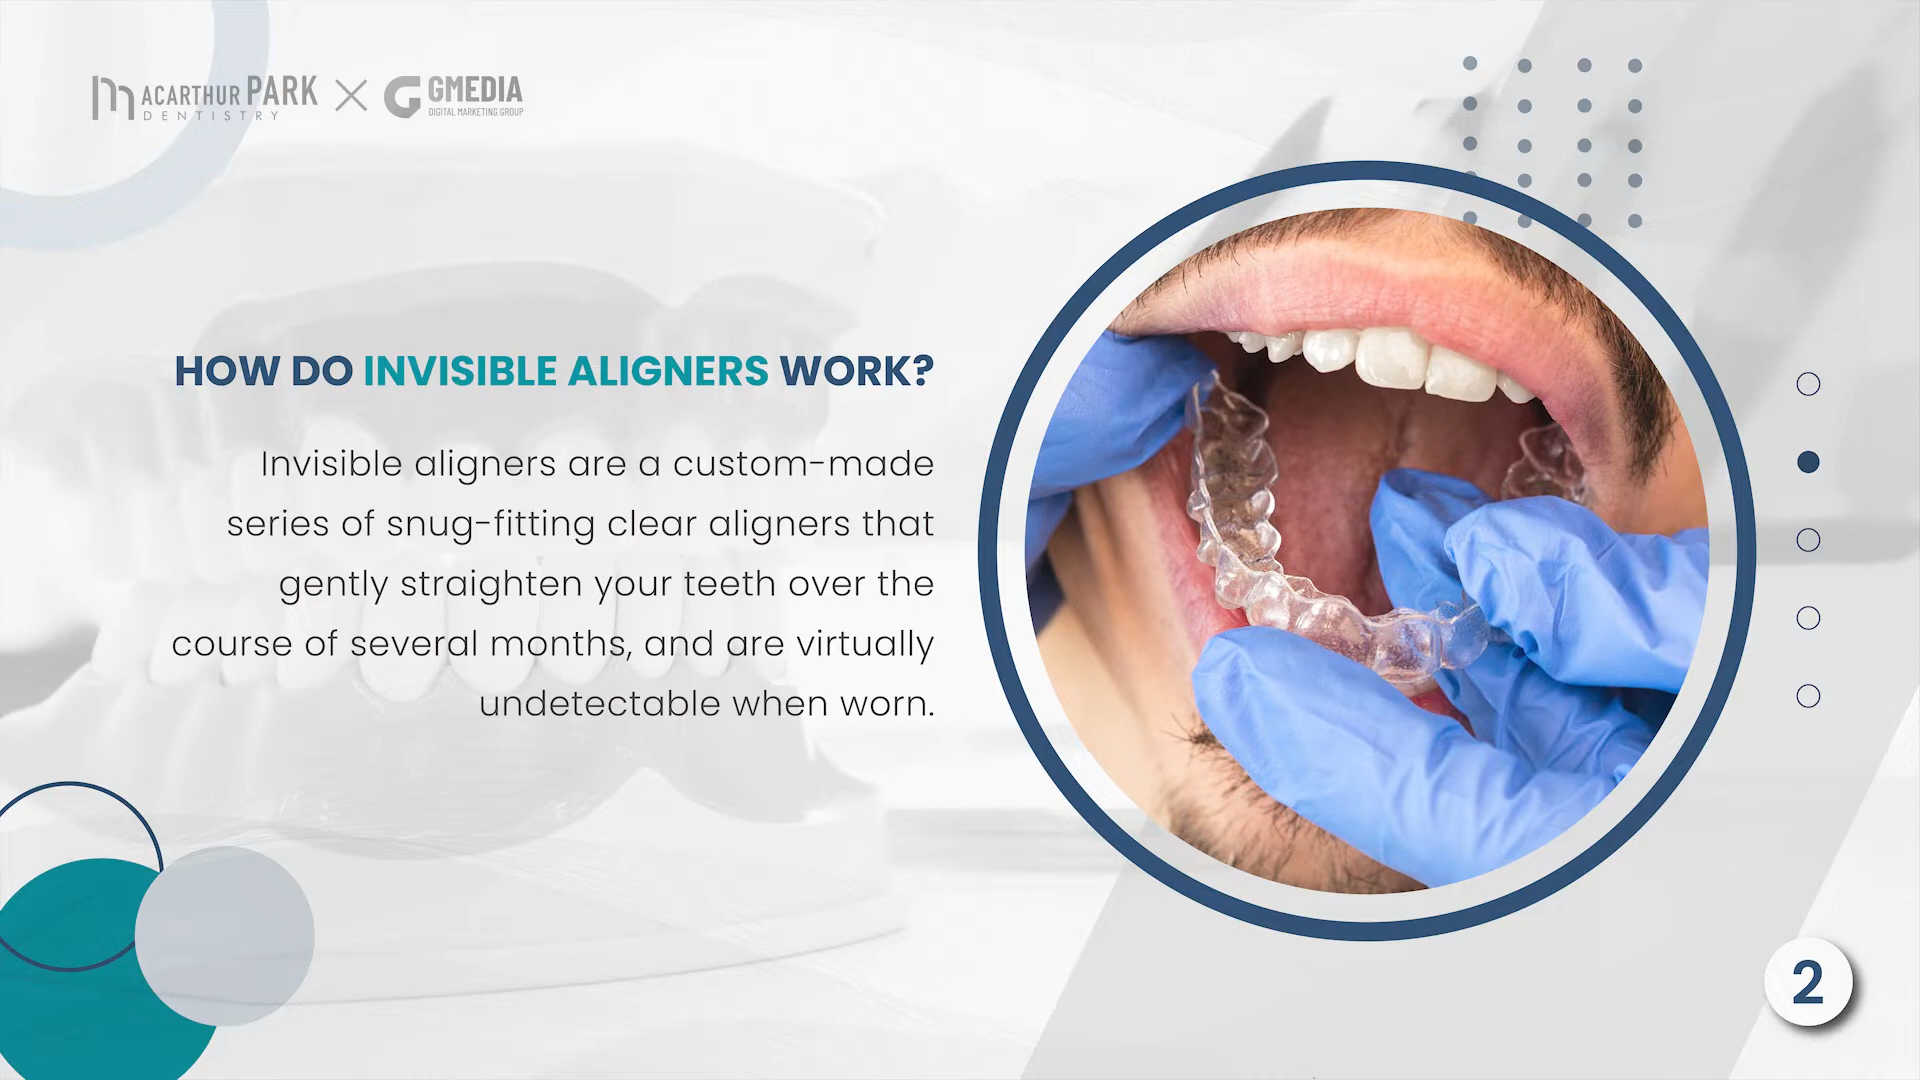 MACARTHUR PARK
DENTISTRY
GMEDIA
DIGITAL MARKETING GROUP
HOW DO INVISIBLE ALIGNERS WORK?
Invisible aligners are a custom-made
series of snug-fitting clear aligners that
gently straighten your teeth over the
course of several months, and are virtually
undetectable when worn.
2